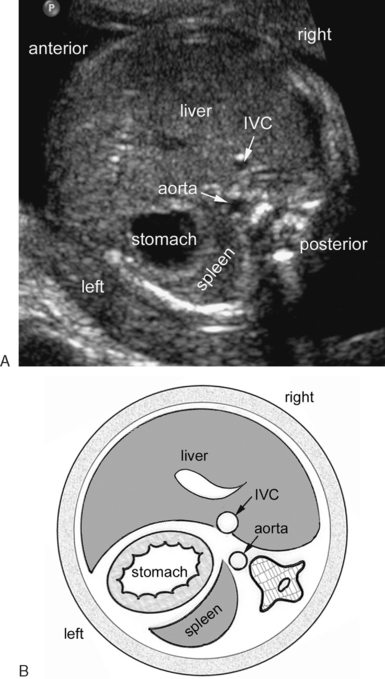 P
anterior
right
liver
IVC
aorta
stomach
spleen
posterior
left
A
right
liver
IVC
aorta
stomach
spleen
left
B